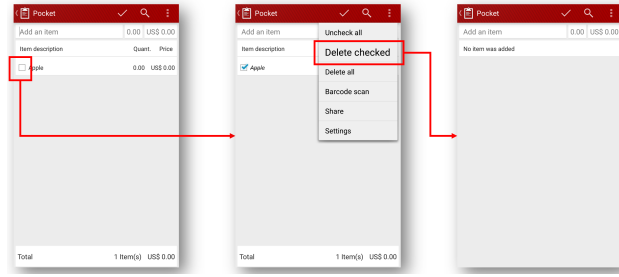 Pocket
Add an item 0.00 US$ 0.00
Item description Quant. Price
Apple 0.00 US$ 0.00
Total 1 Item(s) US$ 0.00
Pocket
Add an item
Item description
Apple
Uncheck all
Delete checked
Delete all
Barcode scan
Share
Settings
Total 1 Item(s) US$ 0.00
Pocket
Add an item 0.00 US$ 0.00
No item was added